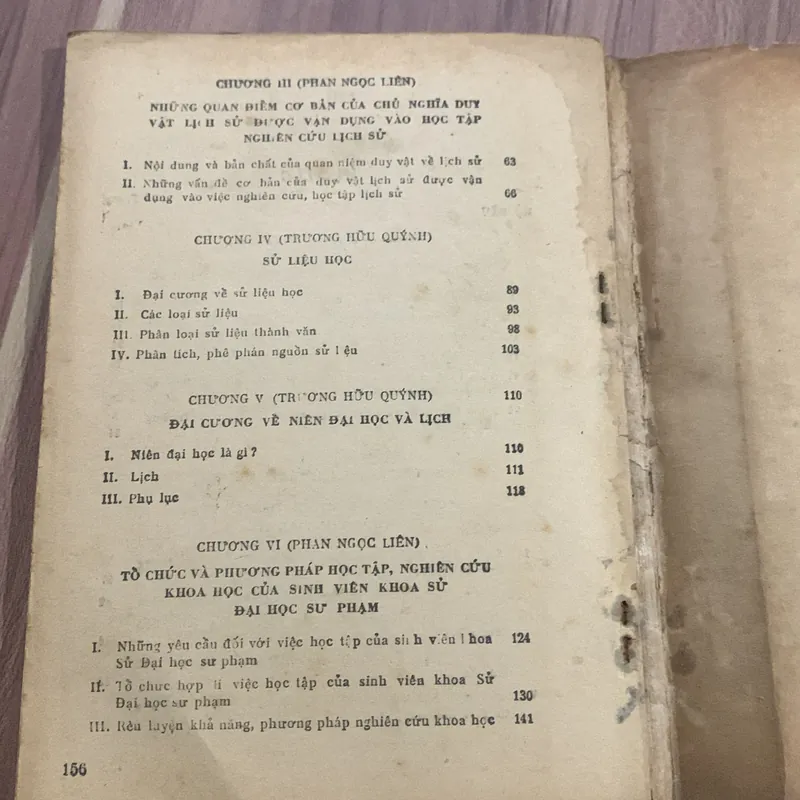 CHƯƠNG III (PHAN NGỌC LIÊN)
NHỮNG QUAN ĐIỂM CƠ BẢN CỦA CHỦ NGHĨA DUY
VẬT LỊCH SỬ ĐƯỢC VẬN DỤNG VÀO HỌC TẬP
NGHIÊN CỨU LỊCH SỬ
I. Nội dung và bản chất của quan niệm duy vật về lịch sử 63
II. Những vấn đề cơ bản của duy vật lịch sử được vận
dụng vào việc nghiên cứu, học tập lịch sử 66
CHƯƠNG IV (TRƯƠNG HỮU QUÝNH)
SỬ LIỆU HỌC
I. Đại cương về sử liệu học 89
II. Các loại sử liệu 93
III. Phân loại sử liệu thành văn 98
IV. Phân tích, phê phán nguồn sử liệu 103
CHƯƠNG V (TRƯƠNG HỮU QUÝNH) 110
ĐẠI CƯƠNG VỀ NIÊN ĐẠI HỌC VÀ LỊCH
I. Niên đại học là gì? 110
II. Lịch 111
III. Phụ lục 118
CHƯƠNG VI (PHAN NGỌC LIÊN)
TỔ CHỨC VÀ PHƯƠNG PHÁP HỌC TẬP, NGHIÊN CỨU
KHOA HỌC CỦA SINH VIÊN KHOA SỬ
ĐẠI HỌC SƯ PHẠM
I. Những yêu cầu đối với việc học tập của sinh viên khoa 124
Sử Đại học sư phạm
II. Tổ chức hợp lí việc học tập của sinh viên khoa Sử
Đại học sư phạm 130
III. Rèn luyện khả năng, phương pháp nghiên cứu khoa học 141
156